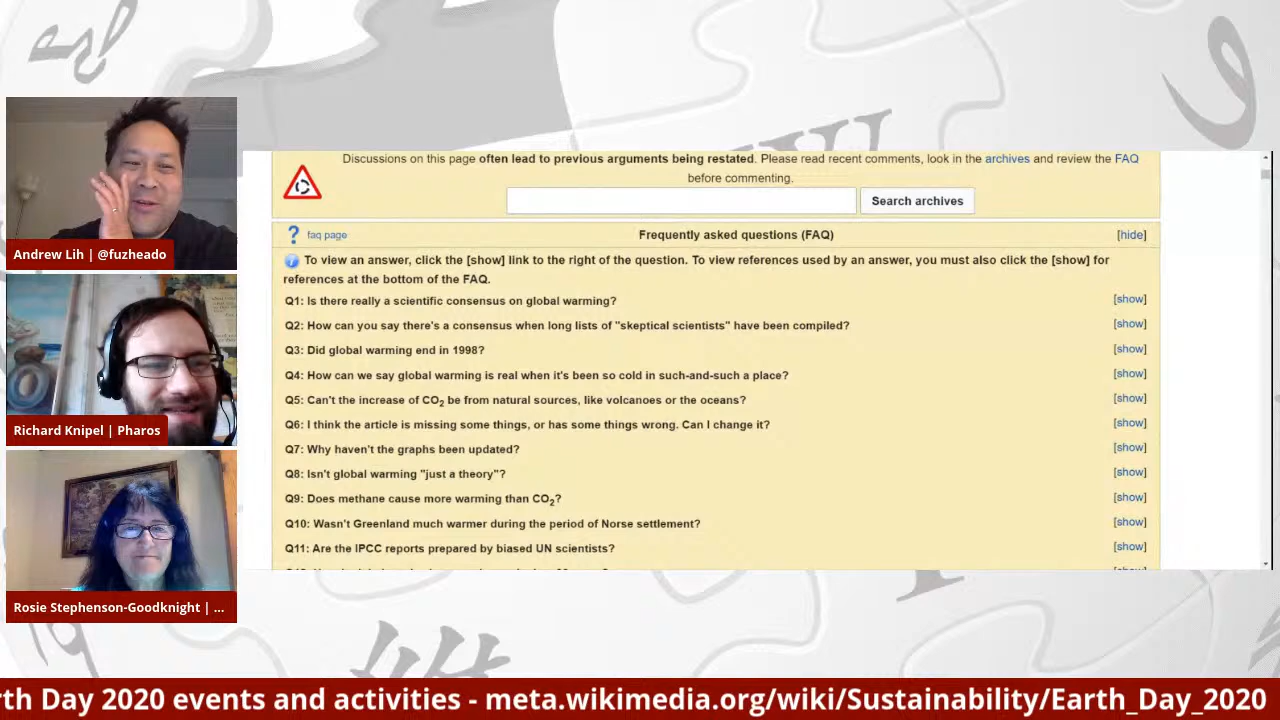 Discussions on this page often lead to previous arguments being restated. Please read recent comments, look in the archives and review the FAQ
before commenting.
Search archives
faq page
Frequently asked questions (FAQ)
[hide]
To view an answer, click the [show] link to the right of the question. To view references used by an answer, you must also click the [show] for
references at the bottom of the FAQ.
Q1: Is there really a scientific consensus on global warming? [show]
Q2: How can you say there's a consensus when long lists of "skeptical scientists" have been compiled? [show]
Q3: Did global warming end in 1998? [show]
Q4: How can we say global warming is real when it's been so cold in such-and-such a place? [show]
Q5: Can't the increase of CO2 be from natural sources, like volcanoes or the oceans? [show]
Q6: I think the article is missing some things, or has some things wrong. Can I change it? [show]
Q7: Why haven't the graphs been updated? [show]
Q8: Isn't global warming "just a theory"? [show]
Q9: Does methane cause more warming than CO2? [show]
Q10: Wasn't Greenland much warmer during the period of Norse settlement? [show]
Q11: Are the IPCC reports prepared by biased UN scientists? [show]
Andrew Lih | @fuzheado
Richard Knipel | Pharos
Rosie Stephenson-Goodknight | ...
rth Day 2020 events and activities - meta.wikimedia.org/wiki/Sustainability/Earth_Day_2020